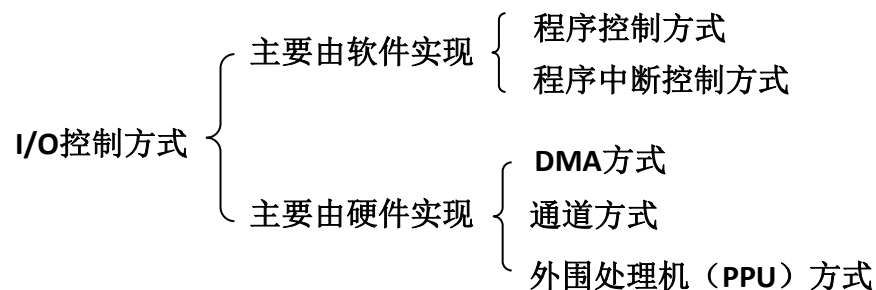 程序控制方式
主要由软件实现
程序中断控制方式
I/O控制方式
DMA方式
主要由硬件实现
通道方式
外围处理机（PPU）方式